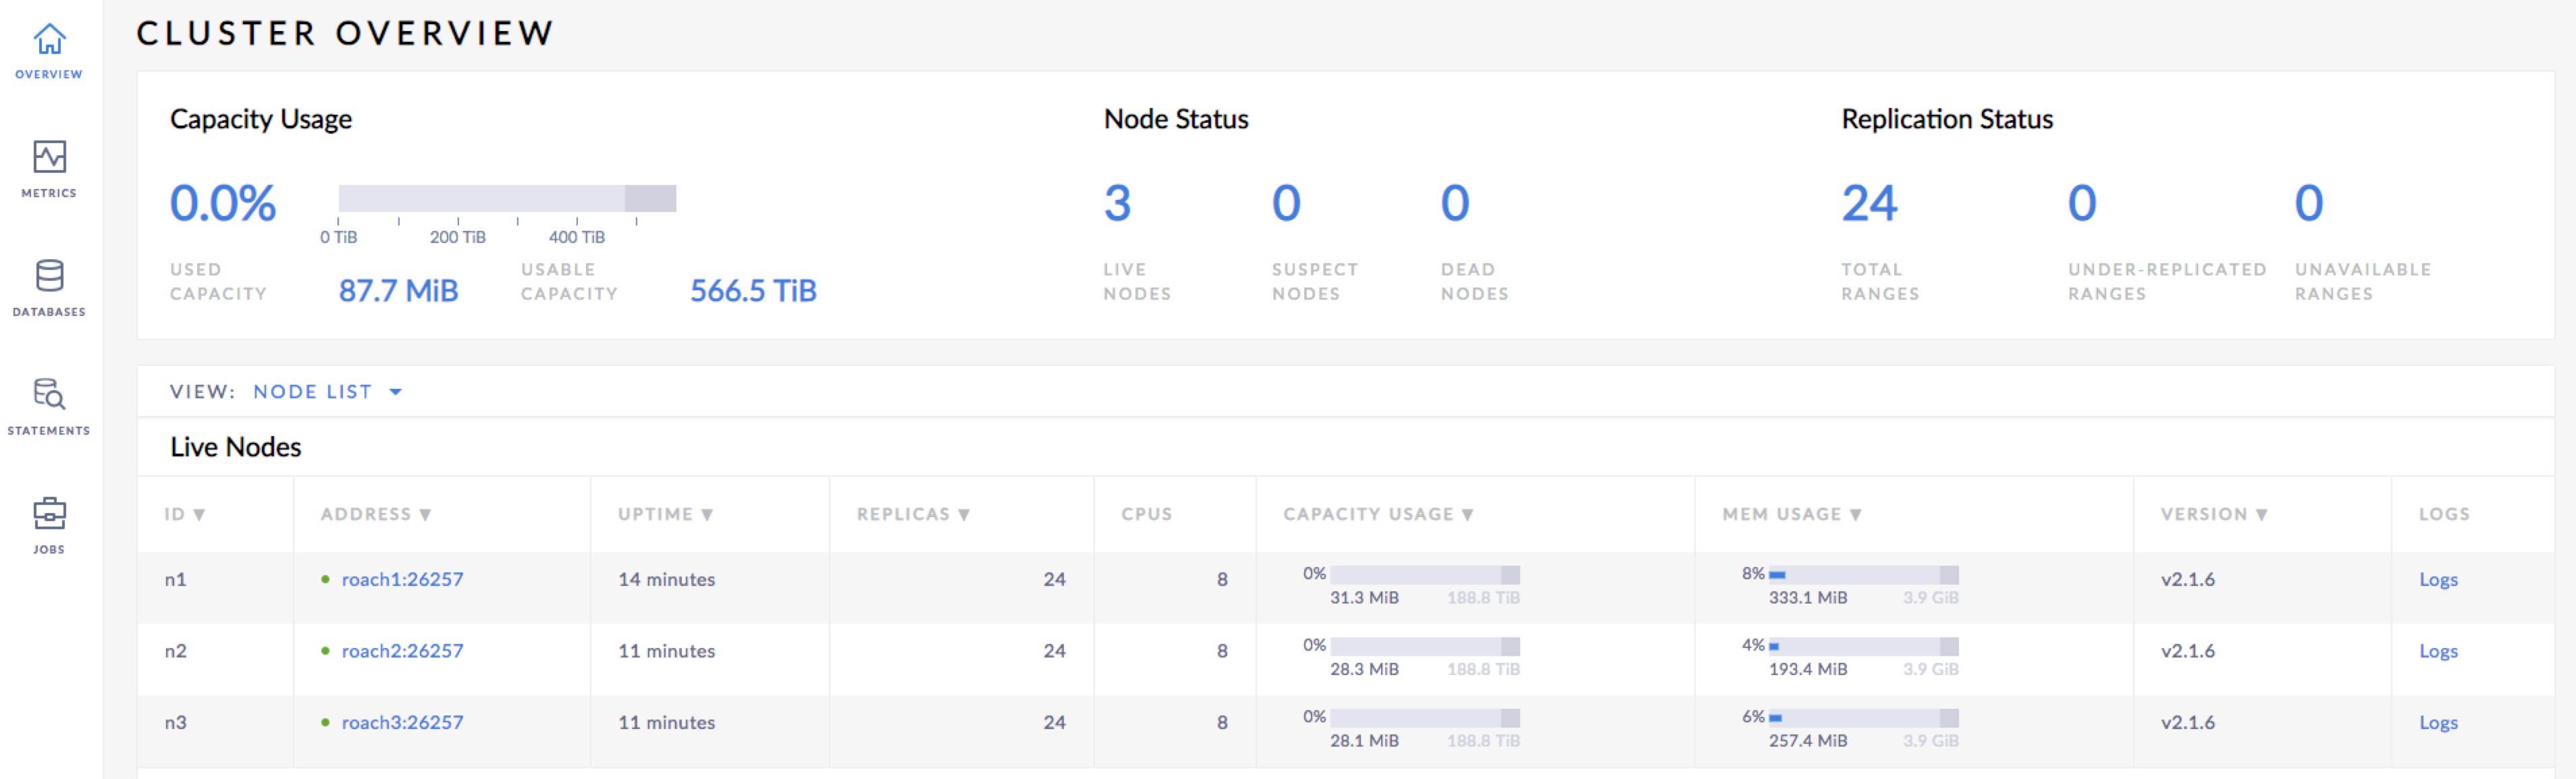 CLUSTER OVERVIEW
OVERVIEW
METRICS
DATABASES
STATEMENTS
JOBS
Capacity Usage
0.0%
0 TiB 200 TiB 400 TiB
USED CAPACITY
87.7 MiB
USABLE CAPACITY
566.5 TiB
Node Status
3 0 0
LIVE NODES
SUSPECT NODES
DEAD NODES
Replication Status
24 0 0
TOTAL RANGES
UNDER-REPLICATED RANGES
UNAVAILABLE RANGES
VIEW: NODE LIST
Live Nodes
ID ▼ ADDRESS ▼ UPTIME ▼ REPLICAS ▼ CPUS CAPACITY USAGE ▼ MEM USAGE ▼ VERSION ▼ LOGS
n1 roach1:26257 14 minutes 24 8 0% 31.3 MiB 188.8 TiB 8% 333.1 MiB 3.9 GiB v2.1.6 Logs
n2 roach2:26257 11 minutes 24 8 0% 28.3 MiB 188.8 TiB 4% 193.4 MiB 3.9 GiB v2.1.6 Logs
n3 roach3:26257 11 minutes 24 8 0% 28.1 MiB 188.8 TiB 6% 257.4 MiB 3.9 GiB v2.1.6 Logs